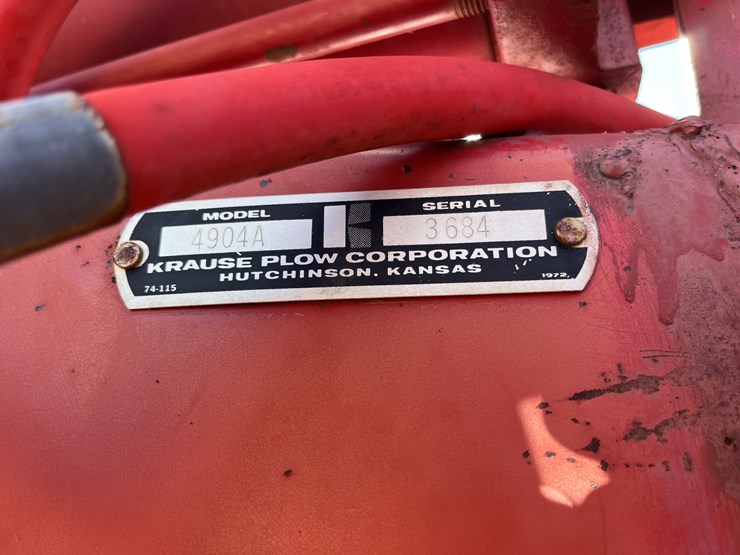 MODEL SERIAL
4904A 3684
KRAUSE PLOW CORPORATION
HUTCHINSON, KANSAS
74-115 1972